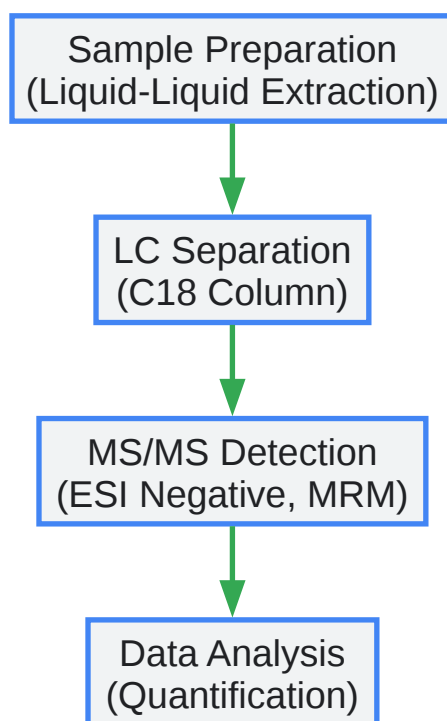 Sample Preparation
(Liquid-Liquid Extraction)
LC Separation
(C18 Column)
MS/MS Detection
(ESI Negative, MRM)
Data Analysis
(Quantification)